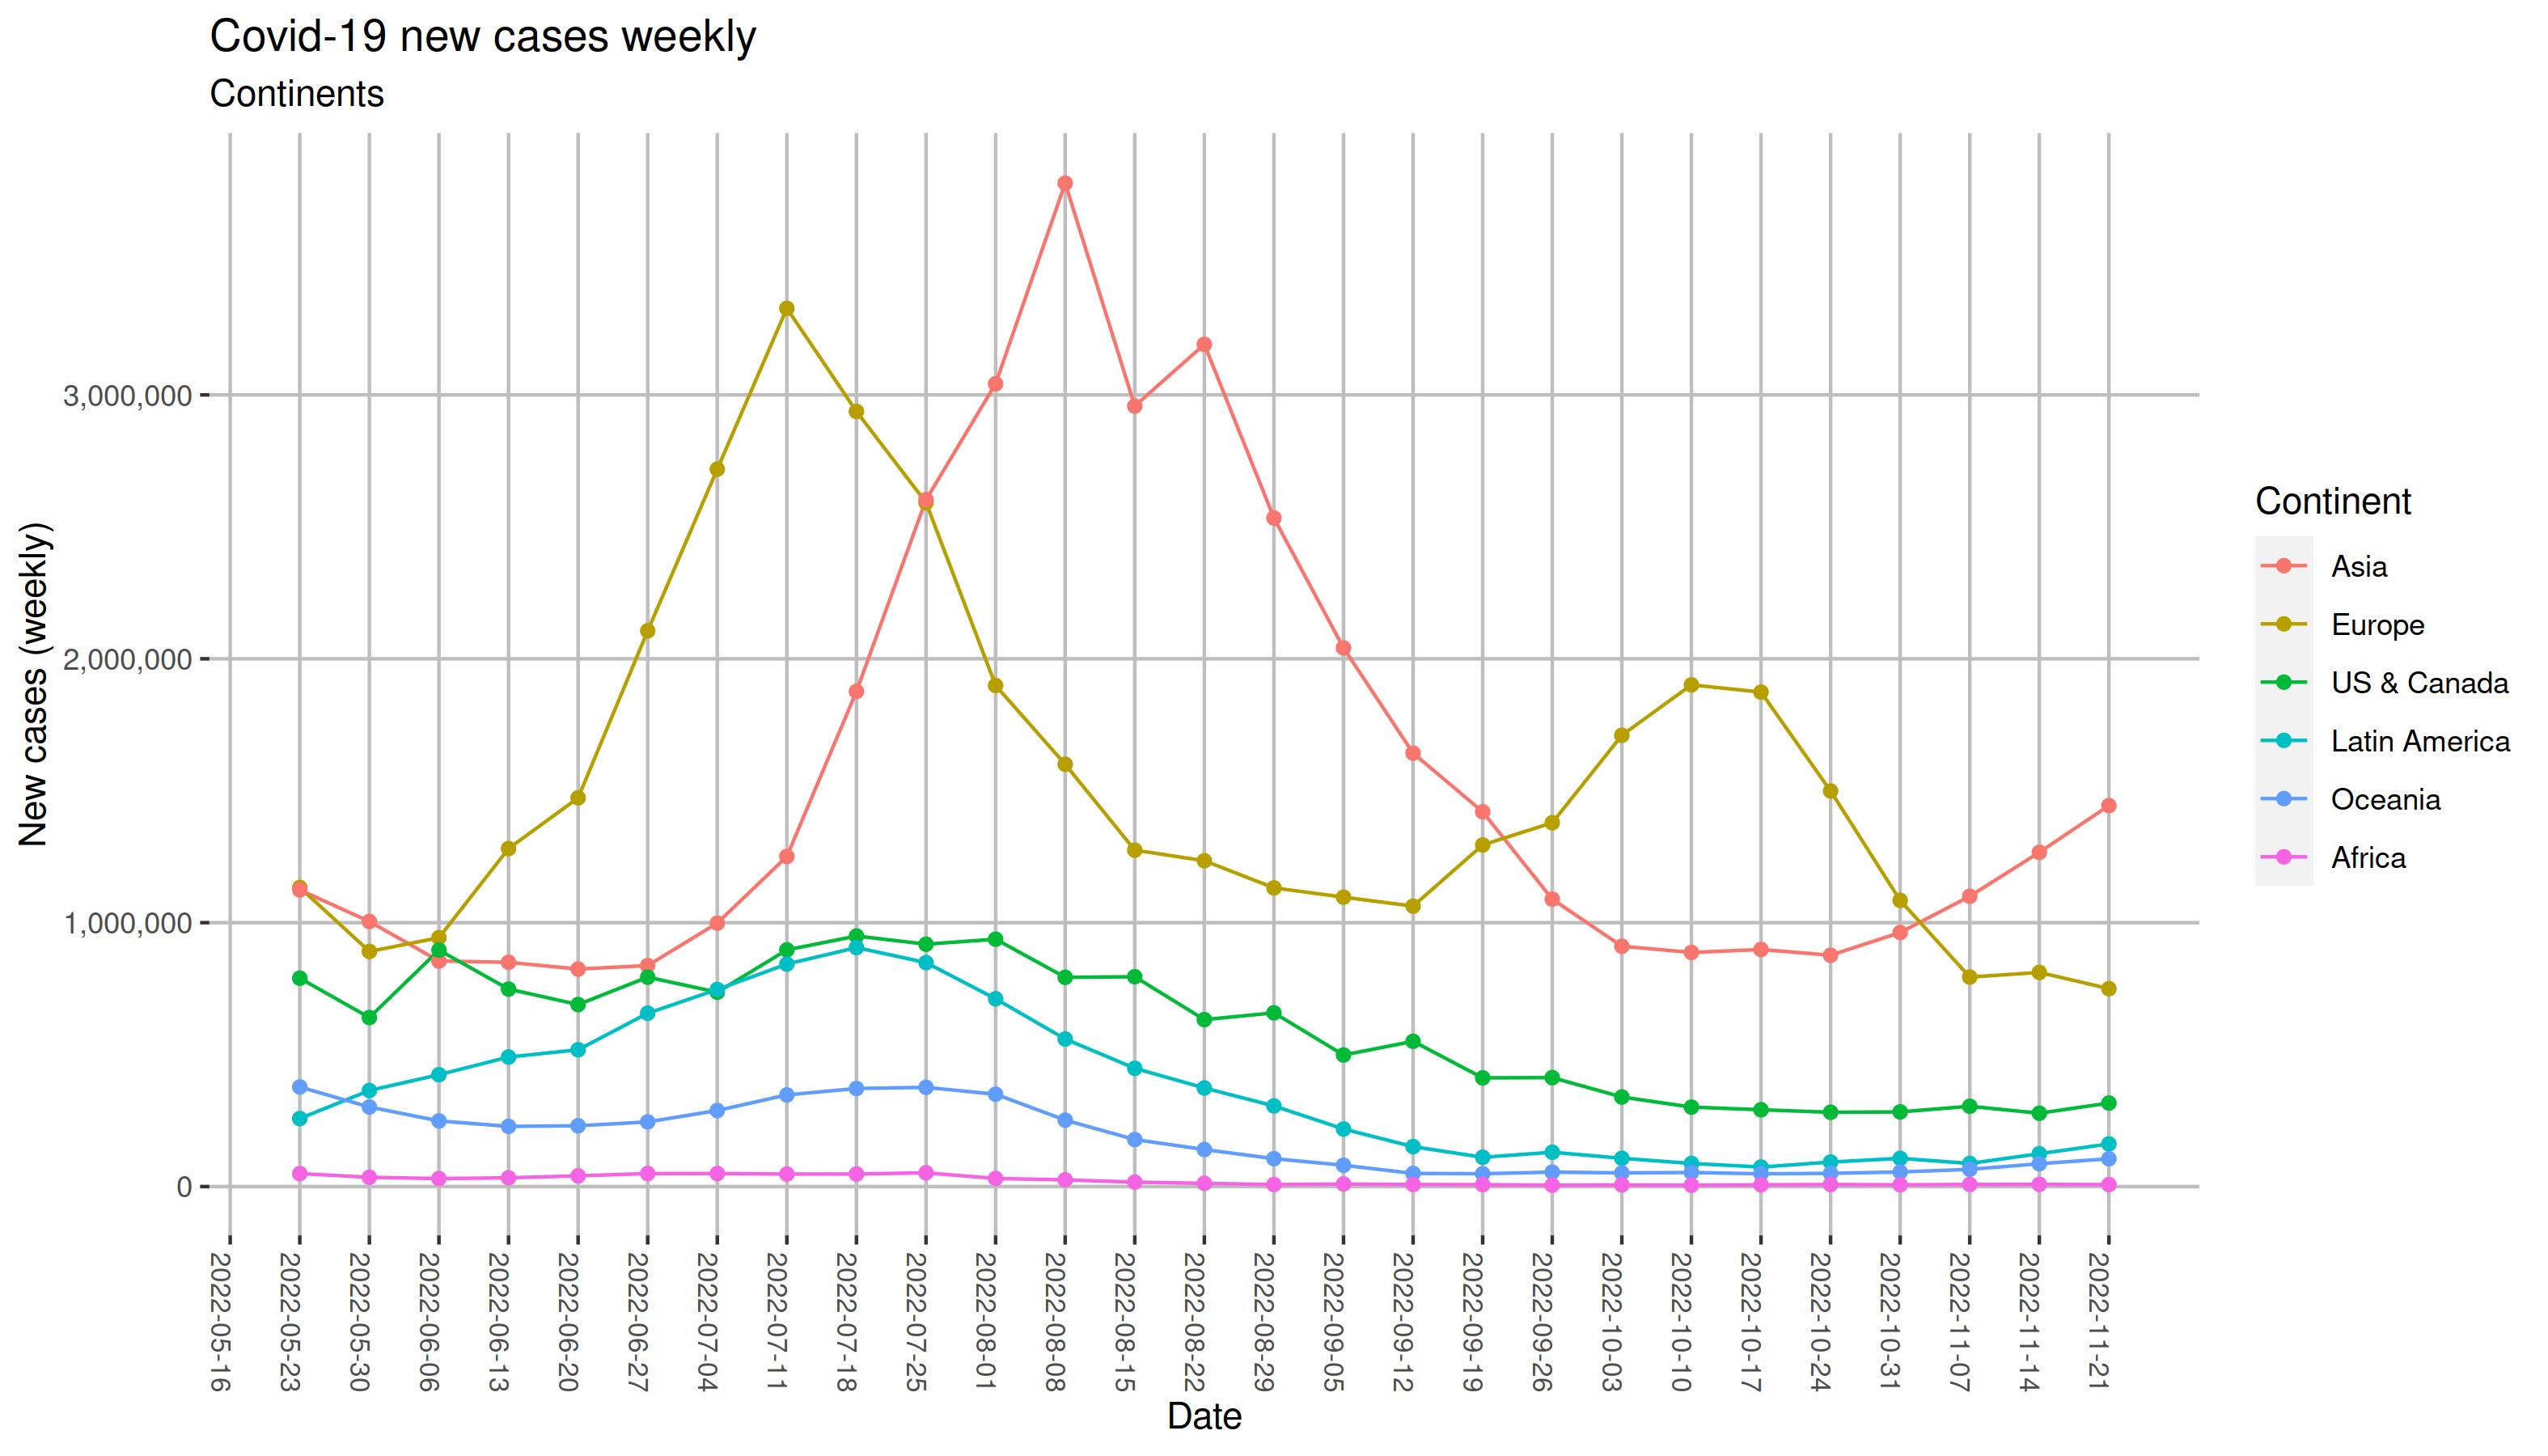 Covid-19 new cases weekly
Continents
New cases (weekly)
3,000,000
2,000,000
1,000,000
0
2022-05-16
2022-05-23
2022-05-30
2022-06-06
2022-06-13
2022-06-20
2022-06-27
2022-07-04
2022-07-11
2022-07-18
2022-07-25
2022-08-01
2022-08-08
2022-08-15
2022-08-22
2022-08-29
2022-09-05
2022-09-12
2022-09-19
2022-09-26
2022-10-03
2022-10-10
2022-10-17
2022-10-24
2022-10-31
2022-11-07
2022-11-14
2022-11-21
Date
Continent
Asia
Europe
US & Canada
Latin America
Oceania
Africa